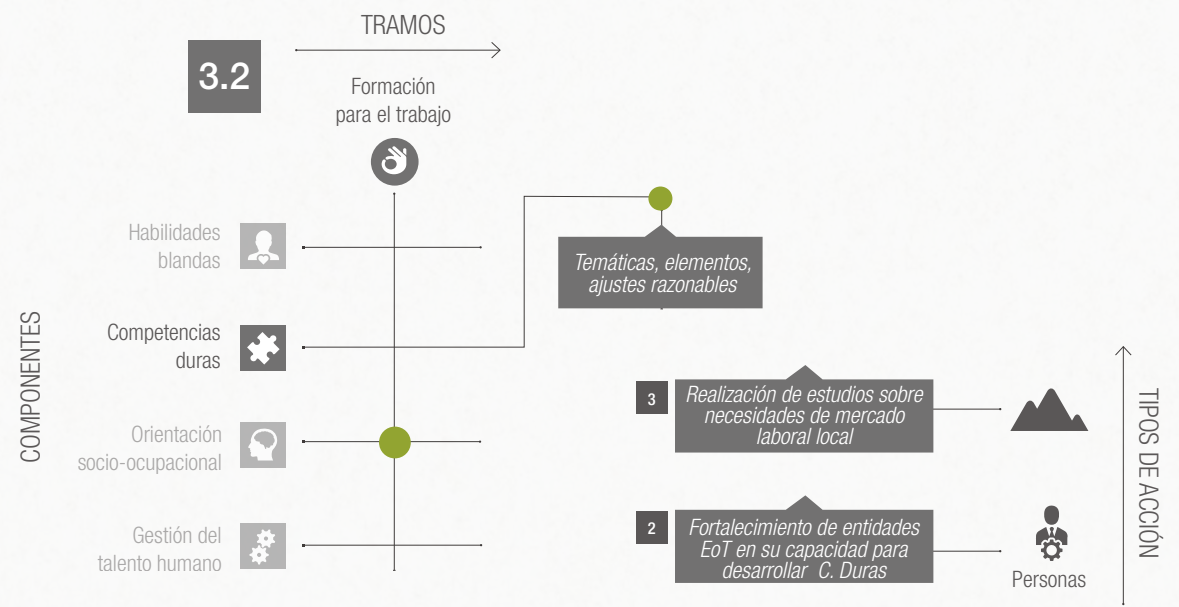 TRAMOS
3.2
Formación
para el trabajo
Habilidades
blandas
Temáticas, elementos,
ajustes razonables
COMPONENTES
Competencias
duras
Orientación
socio-ocupacional
Gestión del
talento humano
3
Realización de estudios sobre
necesidades de mercado
laboral local
2
Fortalecimiento de entidades
EoT en su capacidad para
desarrollar C. Duras
Personas
TIPOS DE ACCIÓN